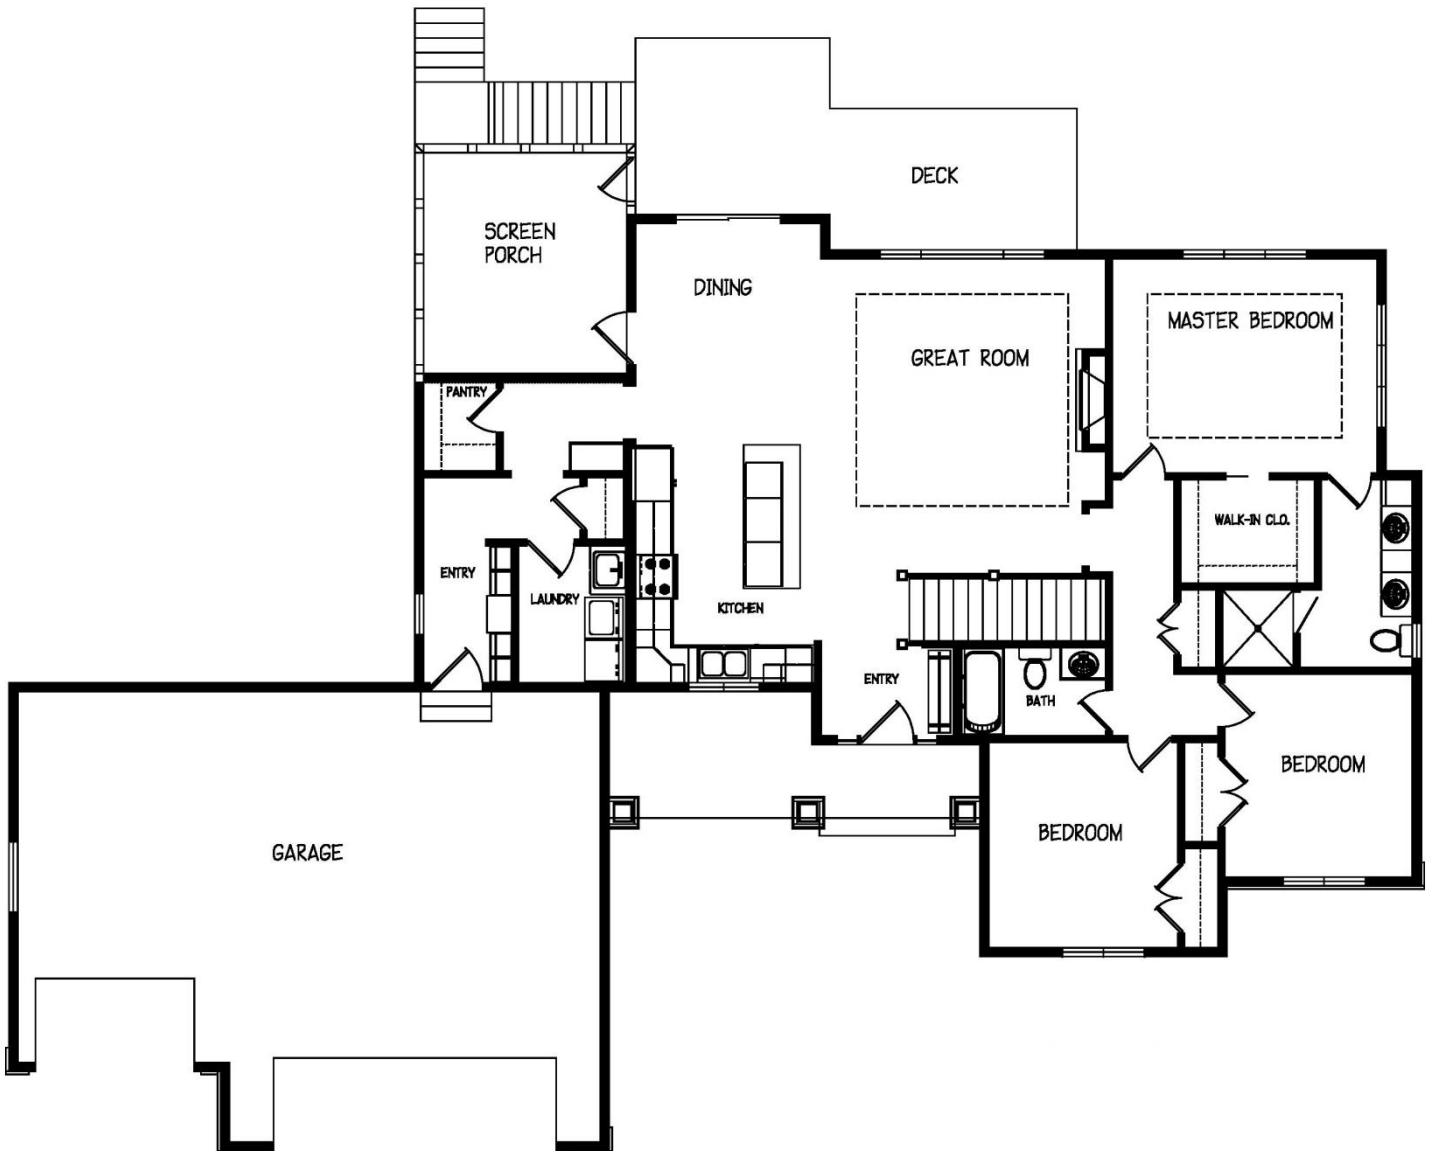 DECK
SCREEN
PORCH
DINING
MASTER BEDROOM
GREAT ROOM
PANTRY
WALK-IN CLO.
ENTRY
LAUNDRY
KITCHEN
ENTRY
BATH
BEDROOM
BEDROOM
GARAGE